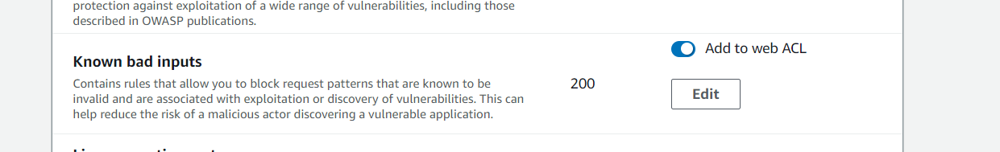 protection against exploitation of a wide range of vulnerabilities, including those
described in OWASP publications.
Known bad inputs
Contains rules that allow you to block request patterns that are known to be
invalid and are associated with exploitation or discovery of vulnerabilities. This can
help reduce the risk of a malicious actor discovering a vulnerable application.
200
Add to web ACL
Edit